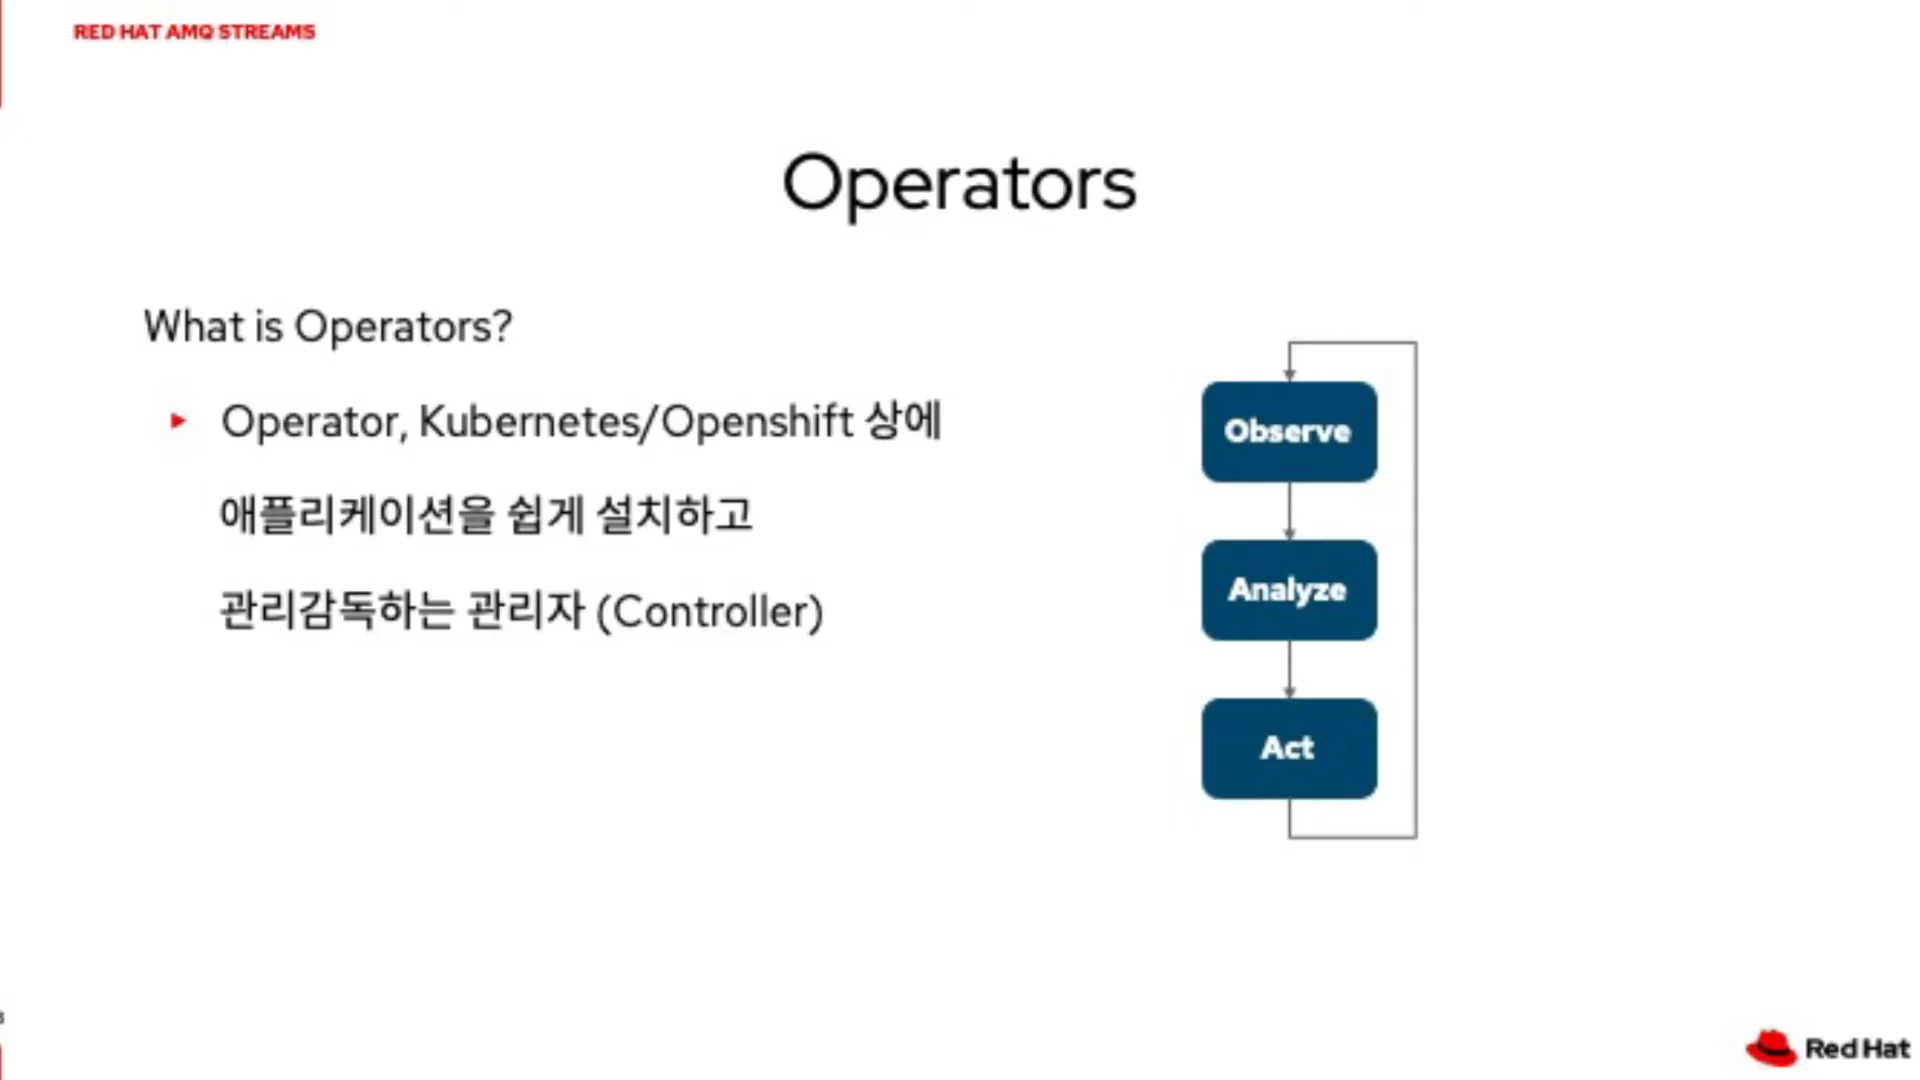 RED HAT AMQ STREAMS
Operators
What is Operators?
Operator, Kubernetes/Openshift 상에
애플리케이션을 쉽게 설치하고
관리감독하는 관리자 (Controller)
Observe
Analyze
Act
Red Hat